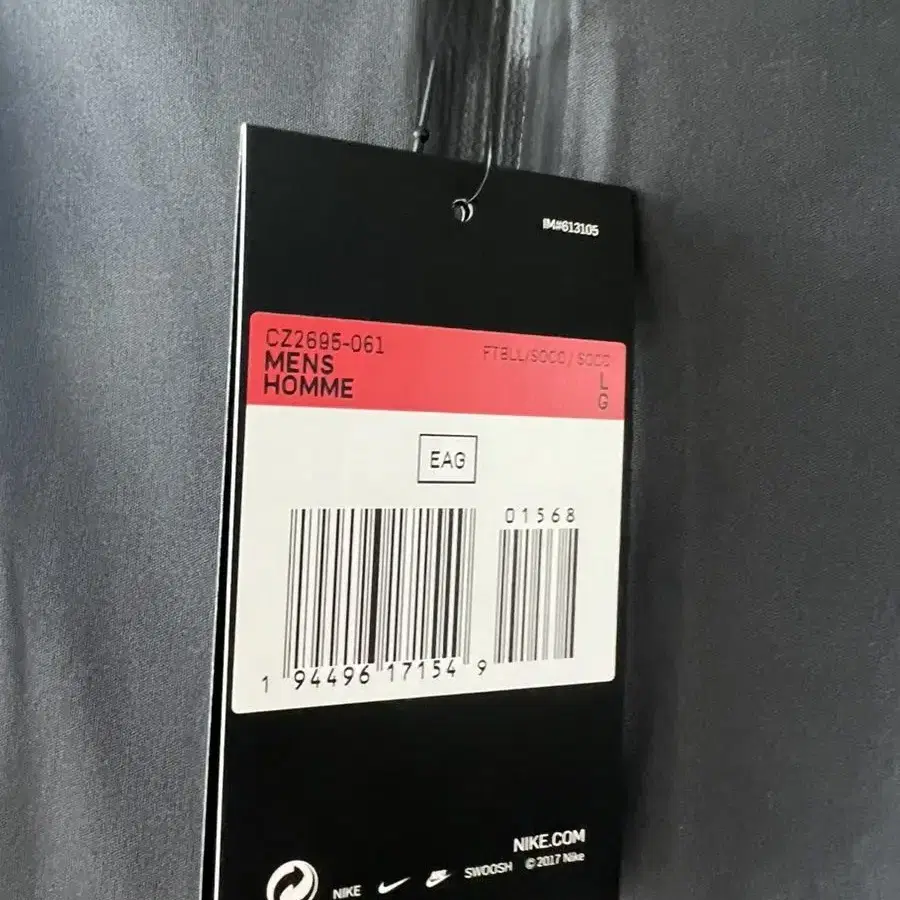 IM#613105
CZ2695-061
FTBLL/SOCC/SOCC
MENS
L
HOMME
G
EAG
01568
1 94496 17154 9
NIKE.COM
NIKE
SWOOSH © 2017 Nike